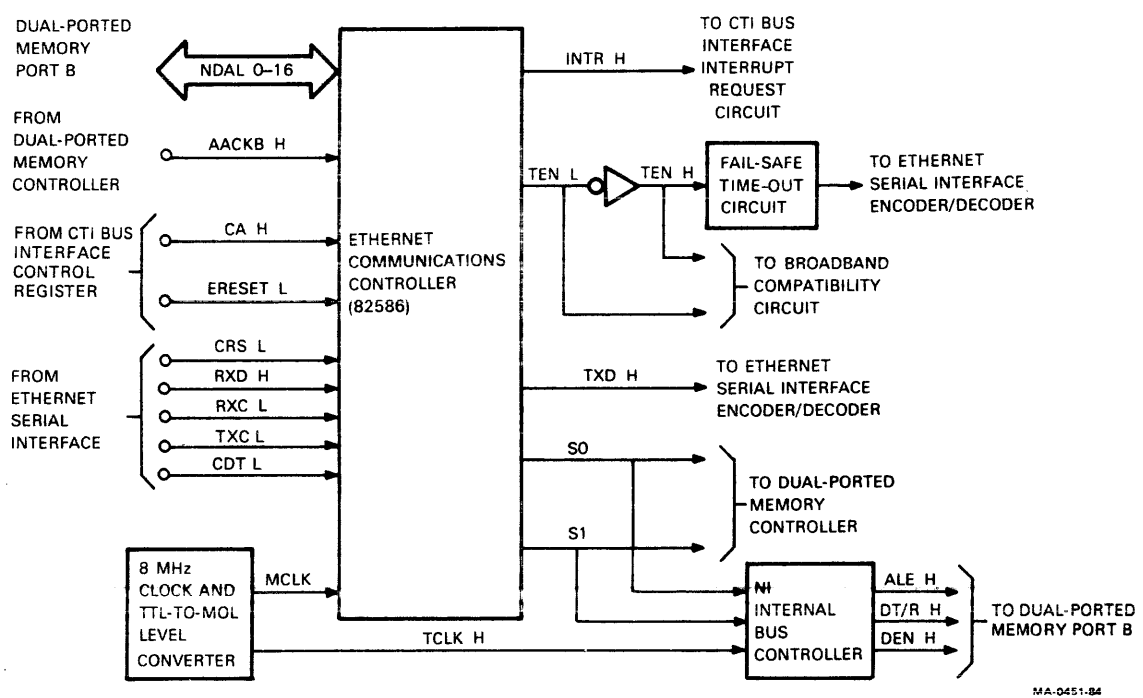 DUAL-PORTED
MEMORY
PORT B
NDAL 0-16
FROM
DUAL-PORTED
MEMORY
CONTROLLER
AACKB H
FROM CTI BUS
INTERFACE
CONTROL
REGISTER
CA H
ERESET L
FROM
ETHERNET
SERIAL
INTERFACE
CRS L
RXD H
RXC L
TXC L
CDT L
8 MHz
CLOCK AND
TTL-TO-MOL
LEVEL
CONVERTER
MCLK
TCLK H
ETHERNET
COMMUNICATIONS
CONTROLLER
(82586)
INTR H
TO CTI BUS
INTERFACE
INTERRUPT
REQUEST
CIRCUIT
TEN L
TEN H
FAIL-SAFE
TIME-OUT
CIRCUIT
TO ETHERNET
SERIAL INTERFACE
ENCODER/DECODER
TO BROADBAND
COMPATIBILITY
CIRCUIT
TXD H
TO ETHERNET
SERIAL INTERFACE
ENCODER/DECODER
S0
S1
TO DUAL-PORTED
MEMORY
CONTROLLER
NI
INTERNAL
BUS
CONTROLLER
ALE H
DT/R H
DEN H
TO DUAL-PORTED
MEMORY PORT B
MA-0451-84